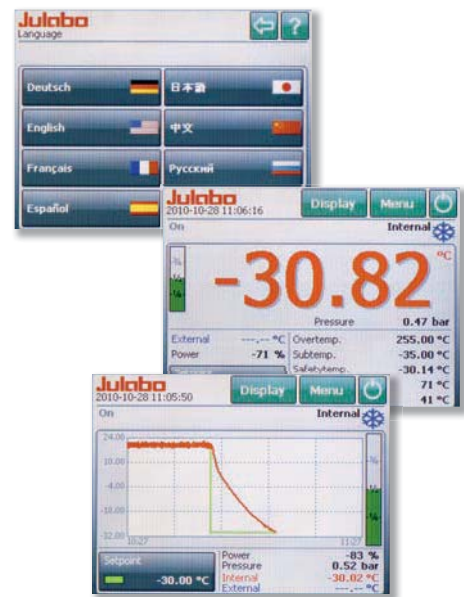 Julabo
Language
?
Deutsch
日本語
English
中文
Français
Русский
Español
Julabo
2010-10-28 11:06:16
Display
Menu
On
Internal
-30.82 °C
Pressure 0.47 bar
External ---.-- °C
Power -71 %
Overtemp. 255.00 °C
Subtemp. -35.00 °C
Safetytemp. -30.14 °C
71 °C
41 °C
Julabo
2010-10-28 11:05:50
Display
Menu
On
Internal
24.00
10.00
-4.00
-18.00
-32.00
10:27
11:27
Setpoint
-30.00 °C
Power -83 %
Pressure 0.52 bar
Internal -30.02 °C
External ---.-- °C